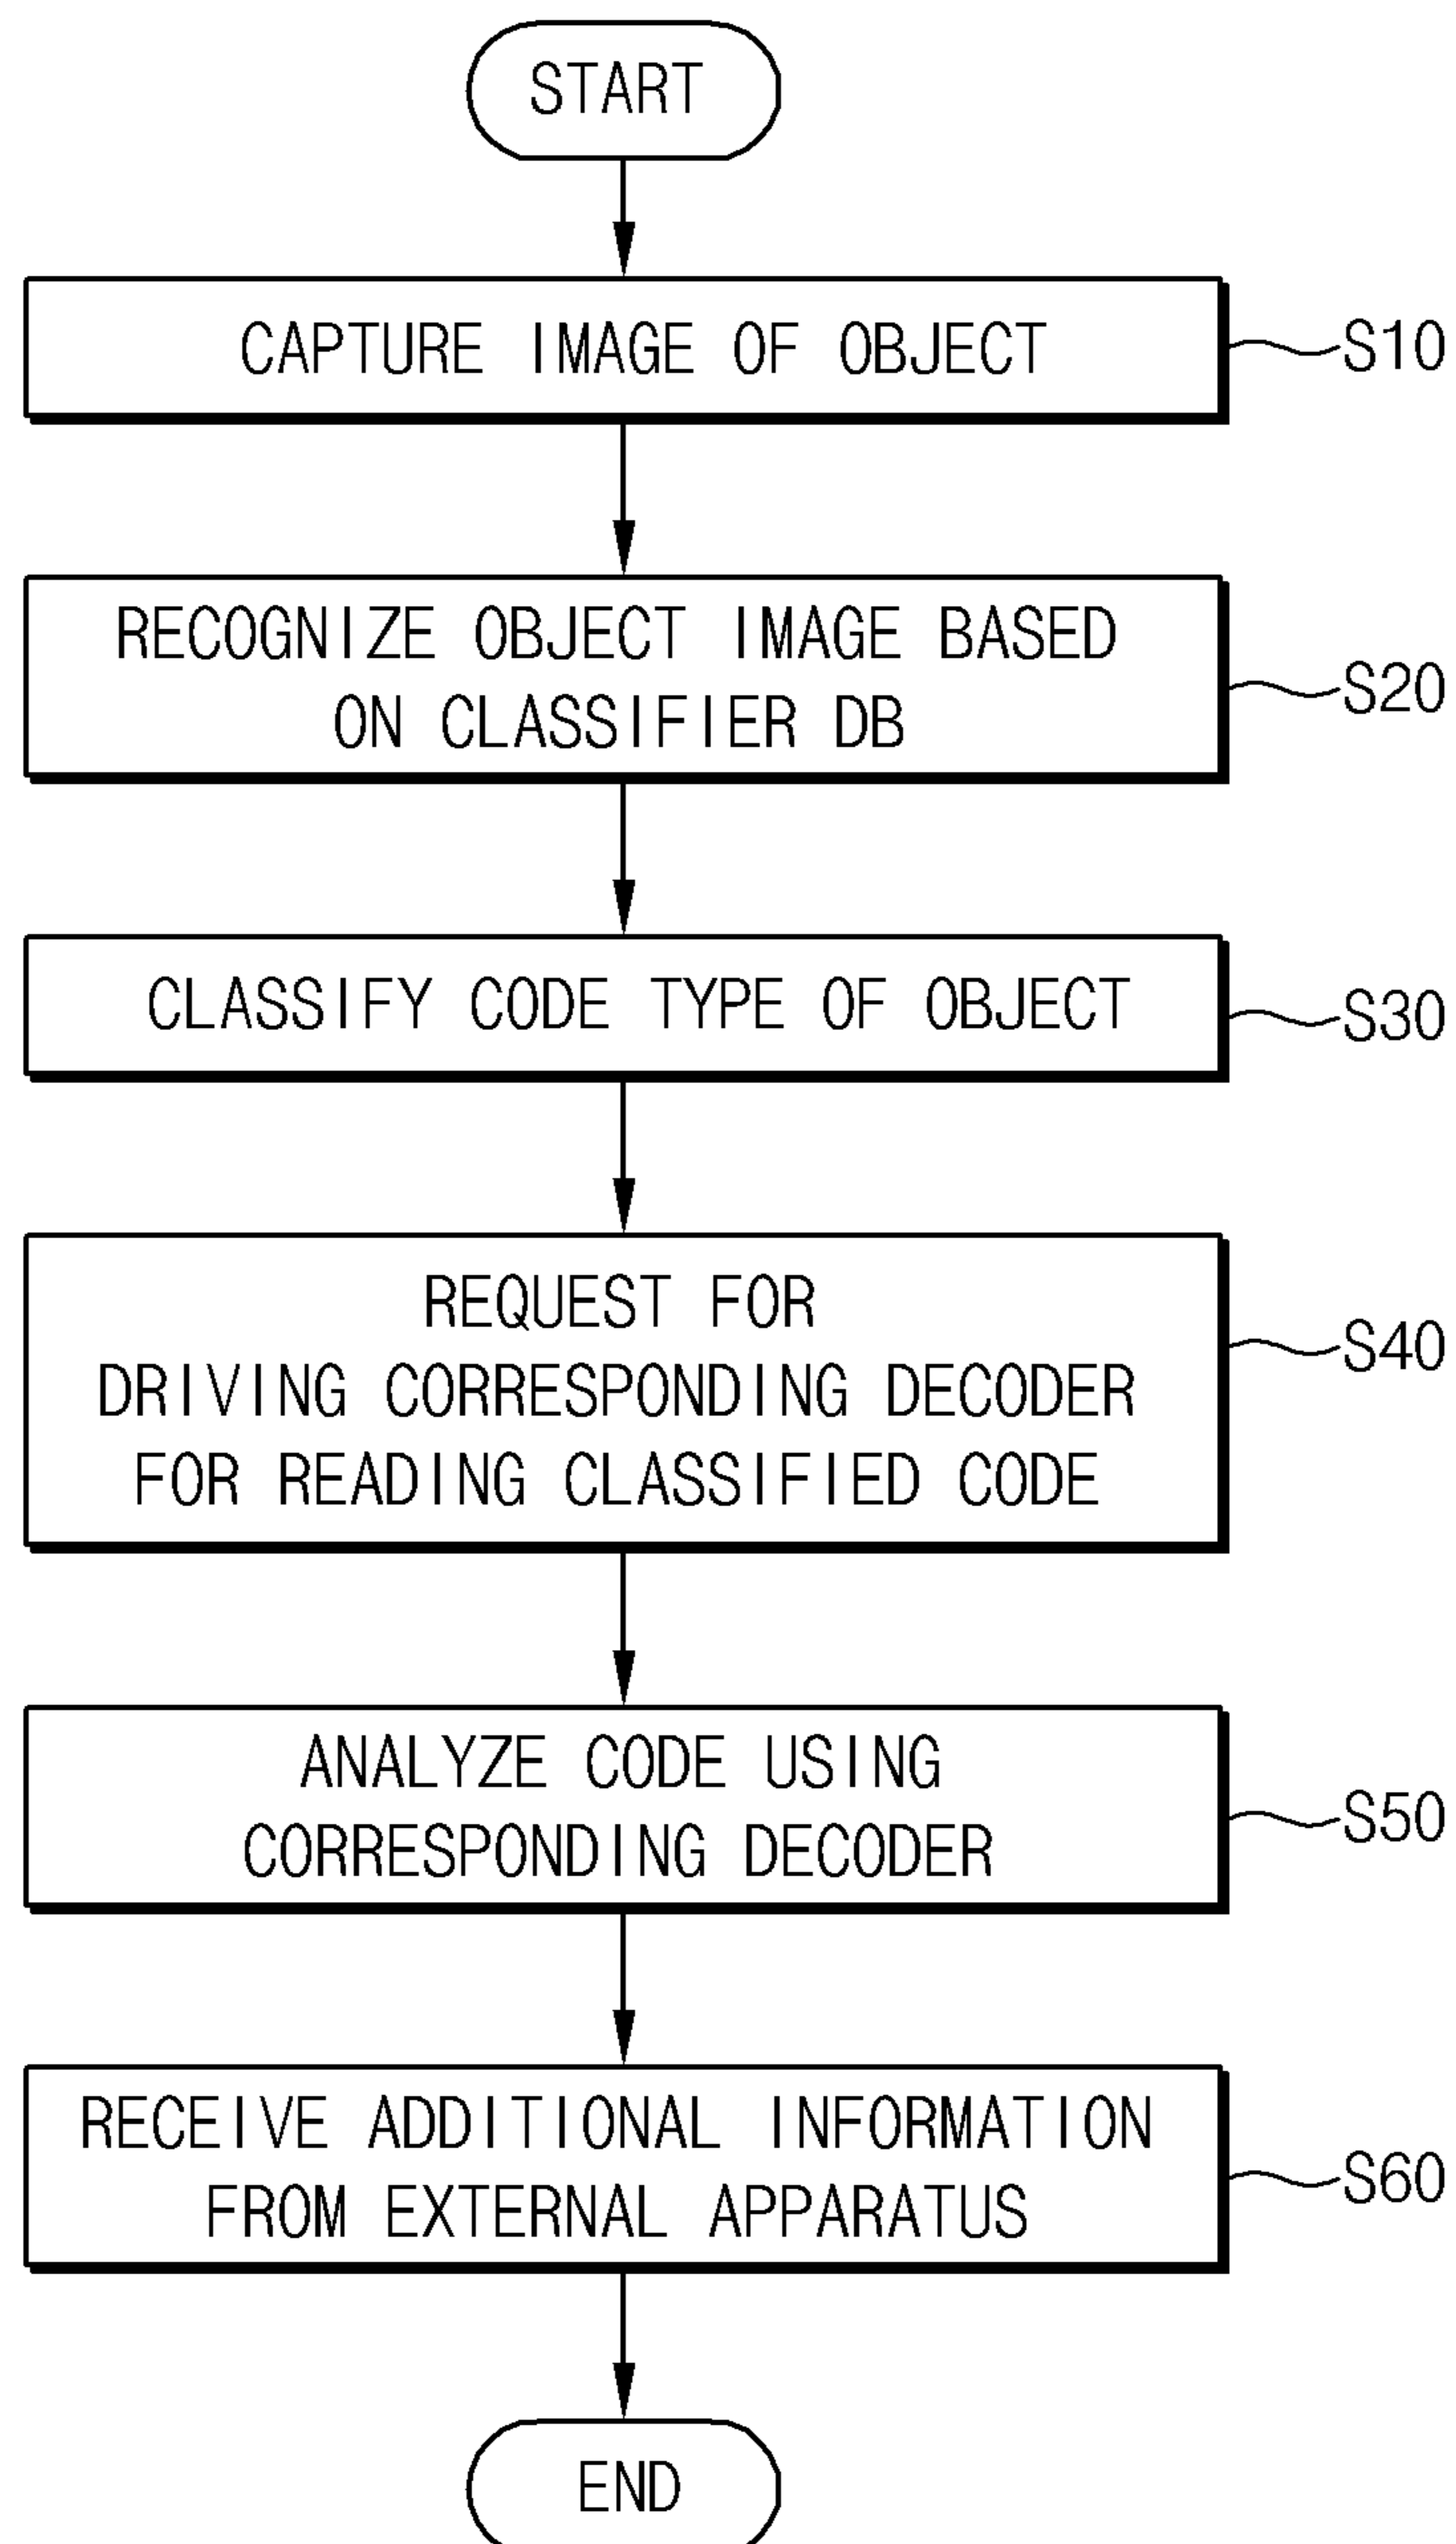 START
CAPTURE IMAGE OF OBJECT
S10
RECOGNIZE OBJECT IMAGE BASED
ON CLASSIFIER DB
S20
CLASSIFY CODE TYPE OF OBJECT
S30
REQUEST FOR
DRIVING CORRESPONDING DECODER
FOR READING CLASSIFIED CODE
S40
ANALYZE CODE USING
CORRESPONDING DECODER
S50
RECEIVE ADDITIONAL INFORMATION
FROM EXTERNAL APPARATUS
S60
END